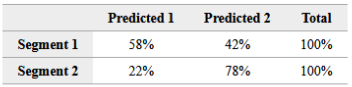 Predicted 1 Predicted 2 Total
Segment 1 58% 42% 100%
Segment 2 22% 78% 100%